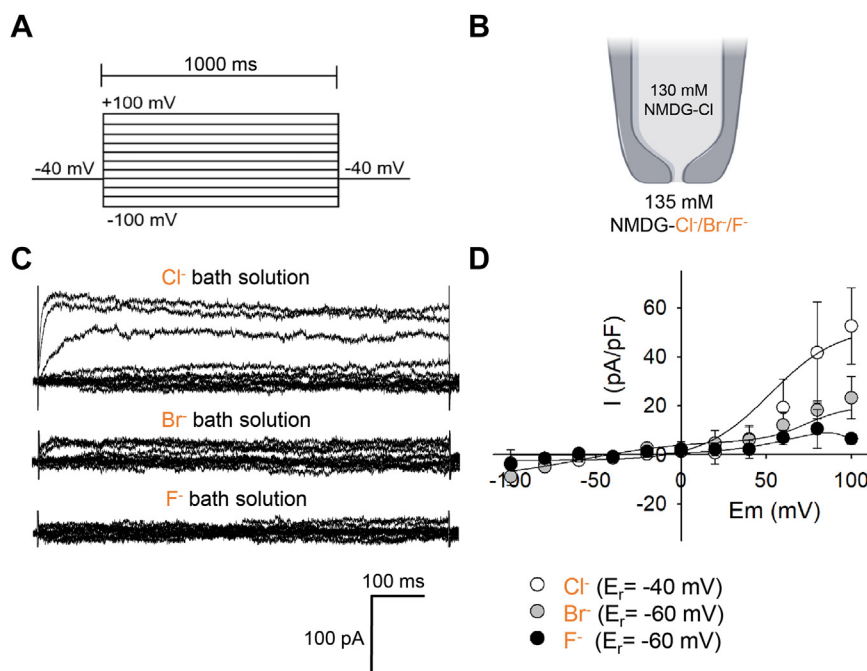 A
1000 ms
+100 mV
-40 mV
-40 mV
-100 mV
B
130 mM
NMDG-Cl
135 mM
NMDG-Cl-/Br-/F-
C
Cl- bath solution
Br- bath solution
F- bath solution
100 ms
100 pA
D
60
40
20
-20
I (pA/pF)
-100
-50
0
50
100
Em (mV)
Cl- (Er= -40 mV)
Br- (Er= -60 mV)
F- (Er= -60 mV)